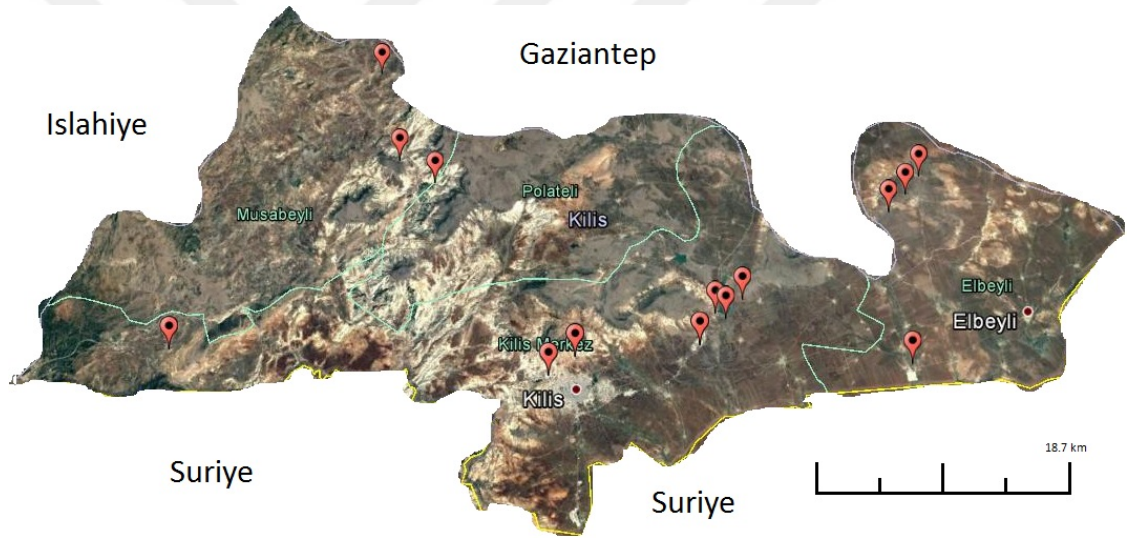 Gaziantep
Islahiye
Polateli
Musabeyli
Kilis
Elbeyli
Elbeyli
Kilis Merkez
Kilis
18.7 km
Suriye
Suriye